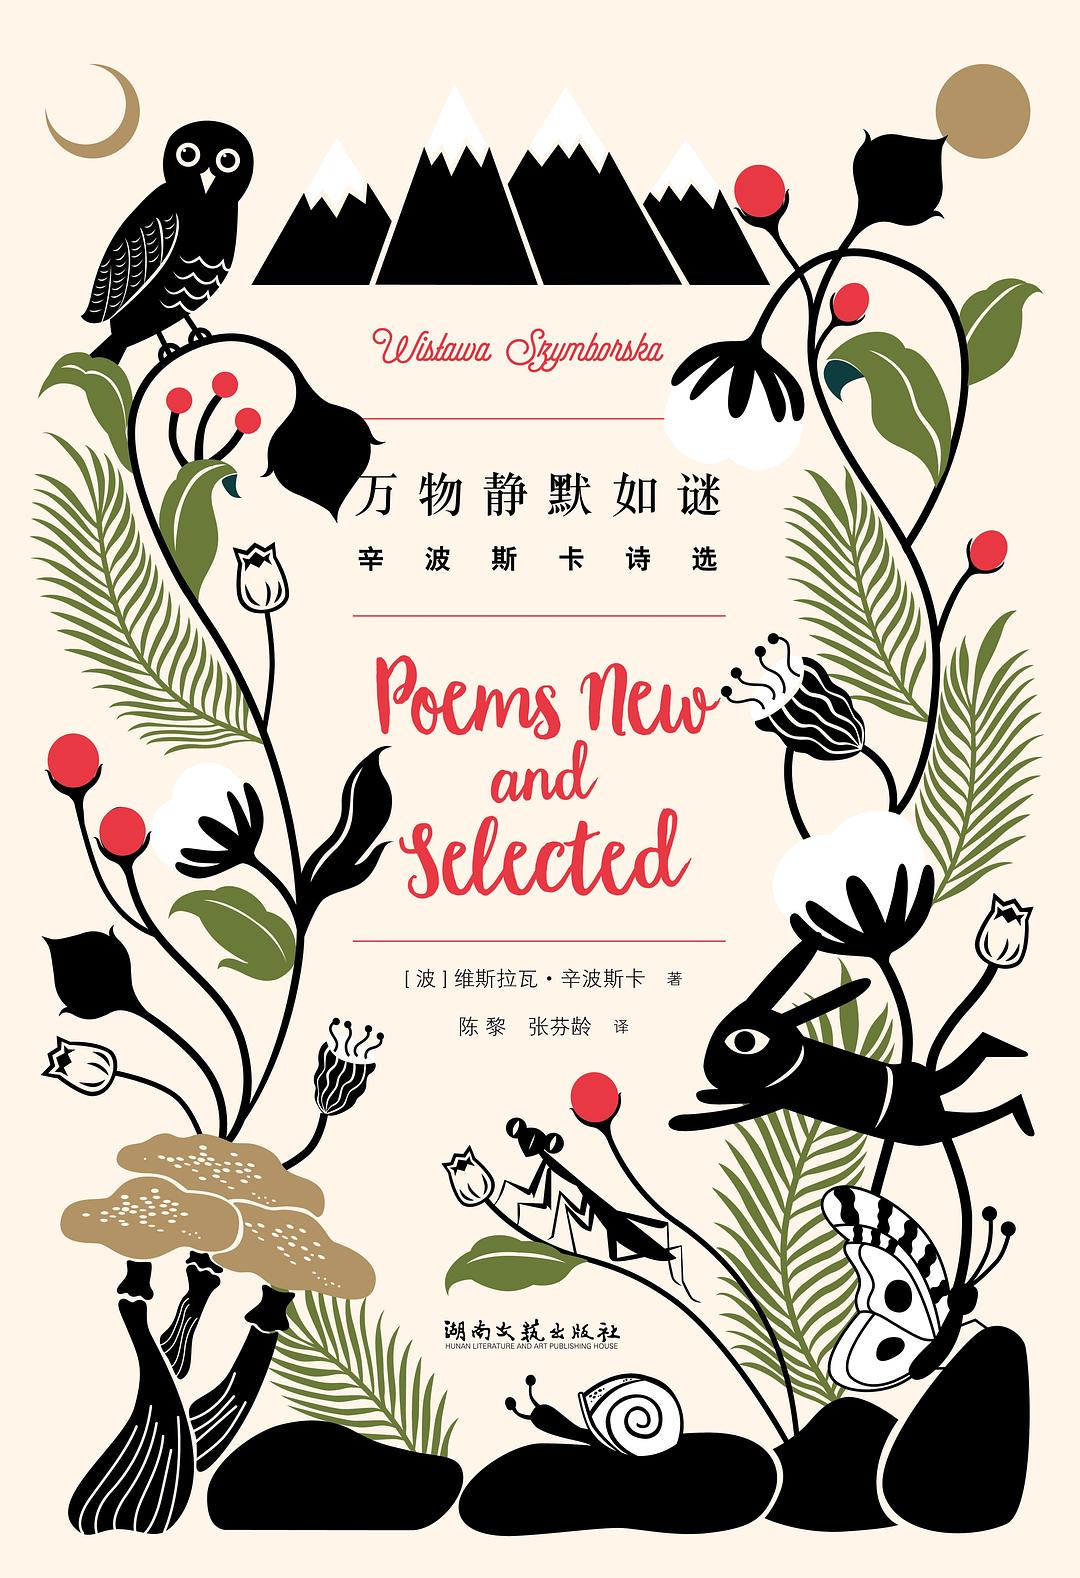 Wisława Szymborska
万物静默如谜
辛波斯卡诗选
Poems New
and
Selected
[波]维斯拉瓦·辛波斯卡 著
陈黎 张芬龄 译
湖南文艺出版社
HUNAN LITERATURE AND ART PUBLISHING HOUSE